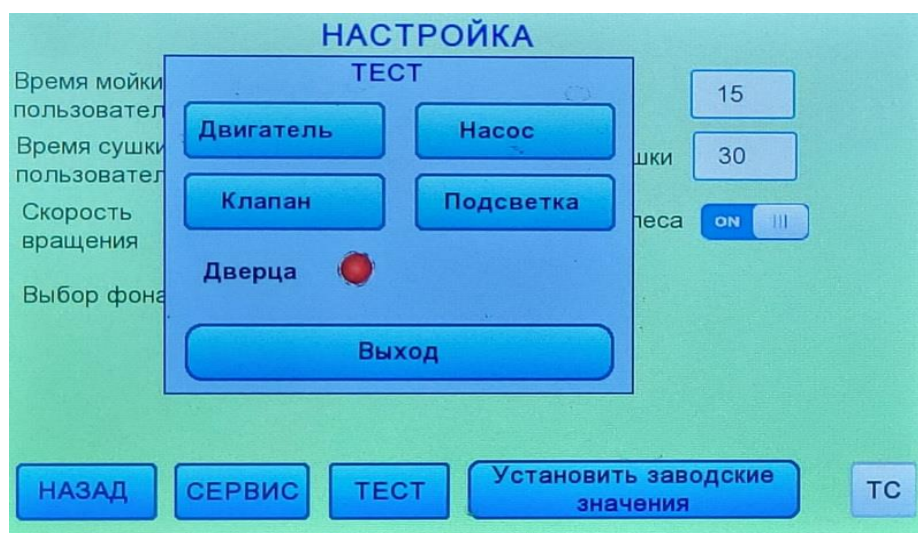 НАСТРОЙКА
ТЕСТ
Время мойки
пользовател
15
Двигатель
Насос
Время сушки
пользовател
шки
30
Клапан
Подсветка
Скорость
вращения
леса
ON
Дверца
Выбор фона
Выход
НАЗАД
СЕРВИС
ТЕСТ
Установить заводские
значения
ТС